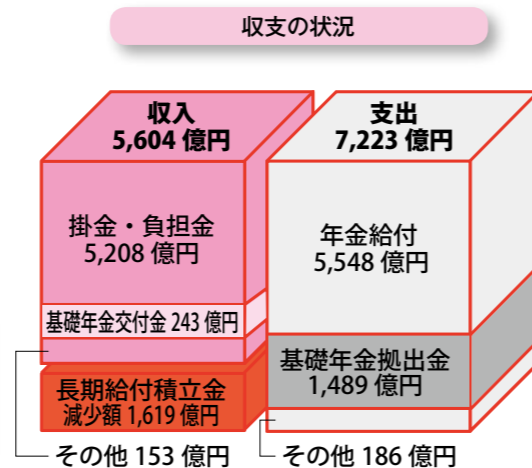 収支の状況
収入
5,604 億円
掛金・負担金
5,208 億円
基礎年金交付金 243 億円
長期給付積立金
減少額 1,619 億円
その他 153 億円
支出
7,223 億円
年金給付
5,548 億円
基礎年金拠出金
1,489 億円
その他 186 億円